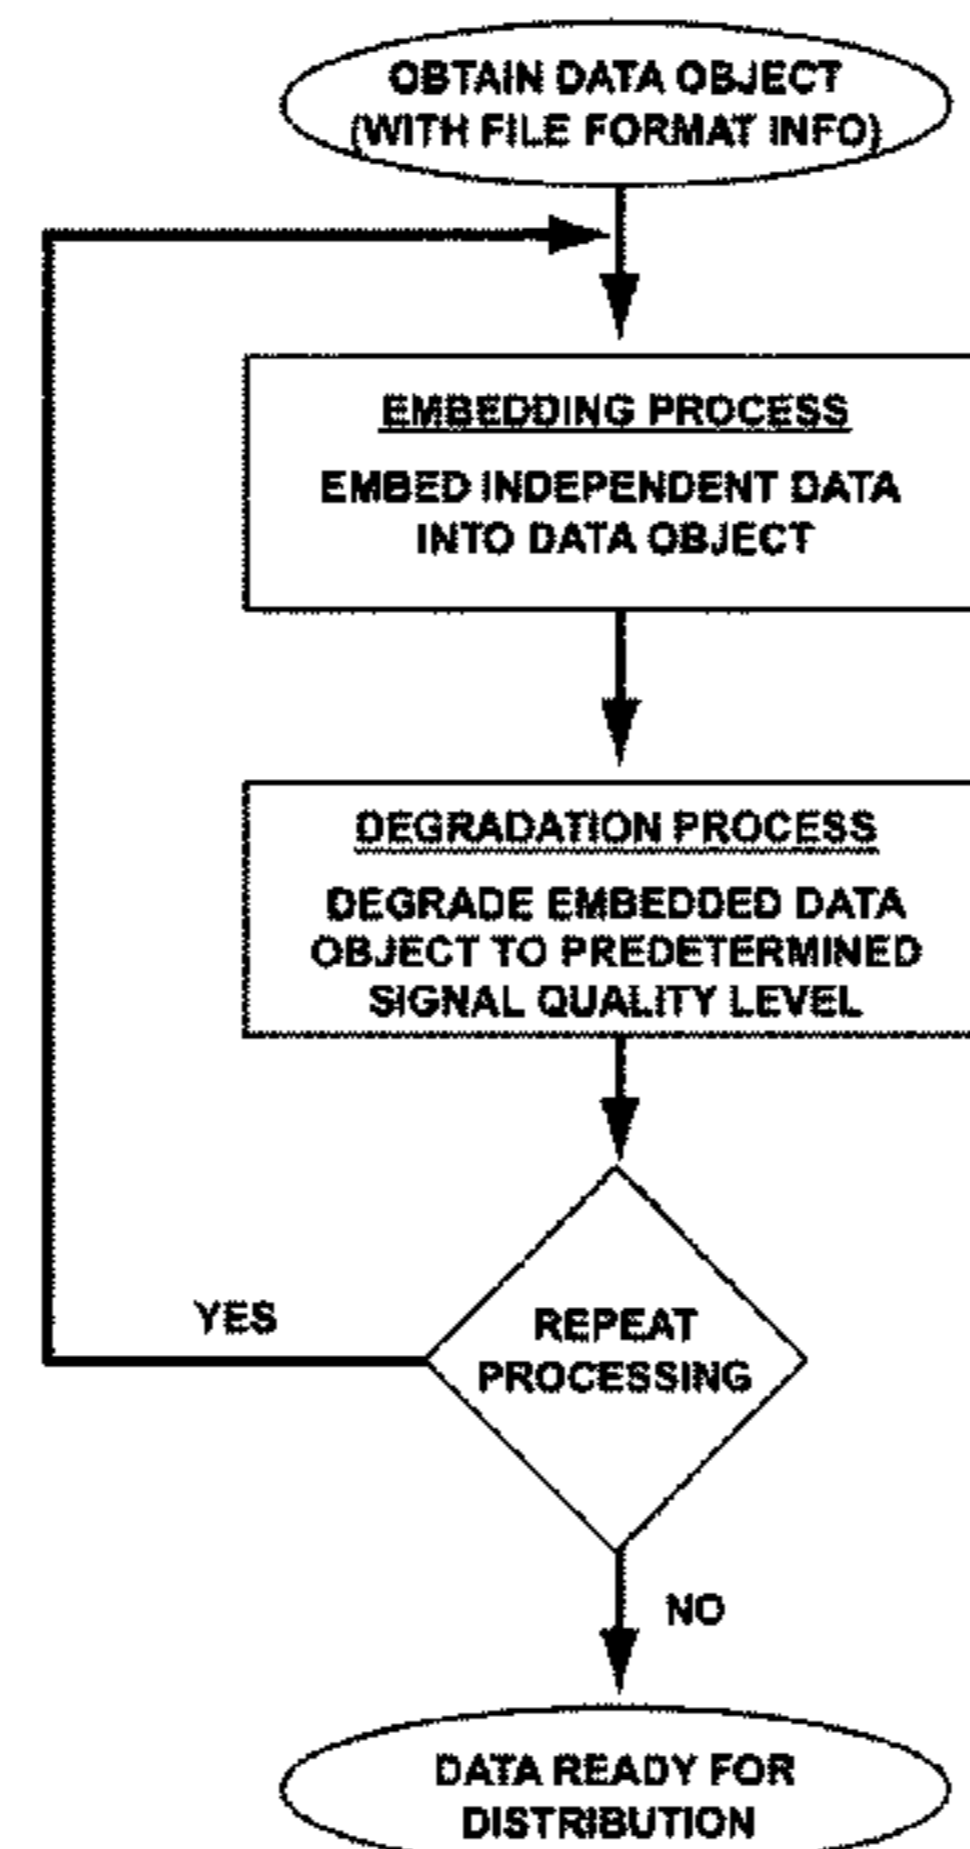 OBTAIN DATA OBJECT
(WITH FILE FORMAT INFO)
EMBEDDING PROCESS
EMBED INDEPENDENT DATA
INTO DATA OBJECT
DEGRADATION PROCESS
DEGRADE EMBEDDED DATA
OBJECT TO PREDETERMINED
SIGNAL QUALITY LEVEL
YES
REPEAT
PROCESSING
NO
DATA READY FOR
DISTRIBUTION